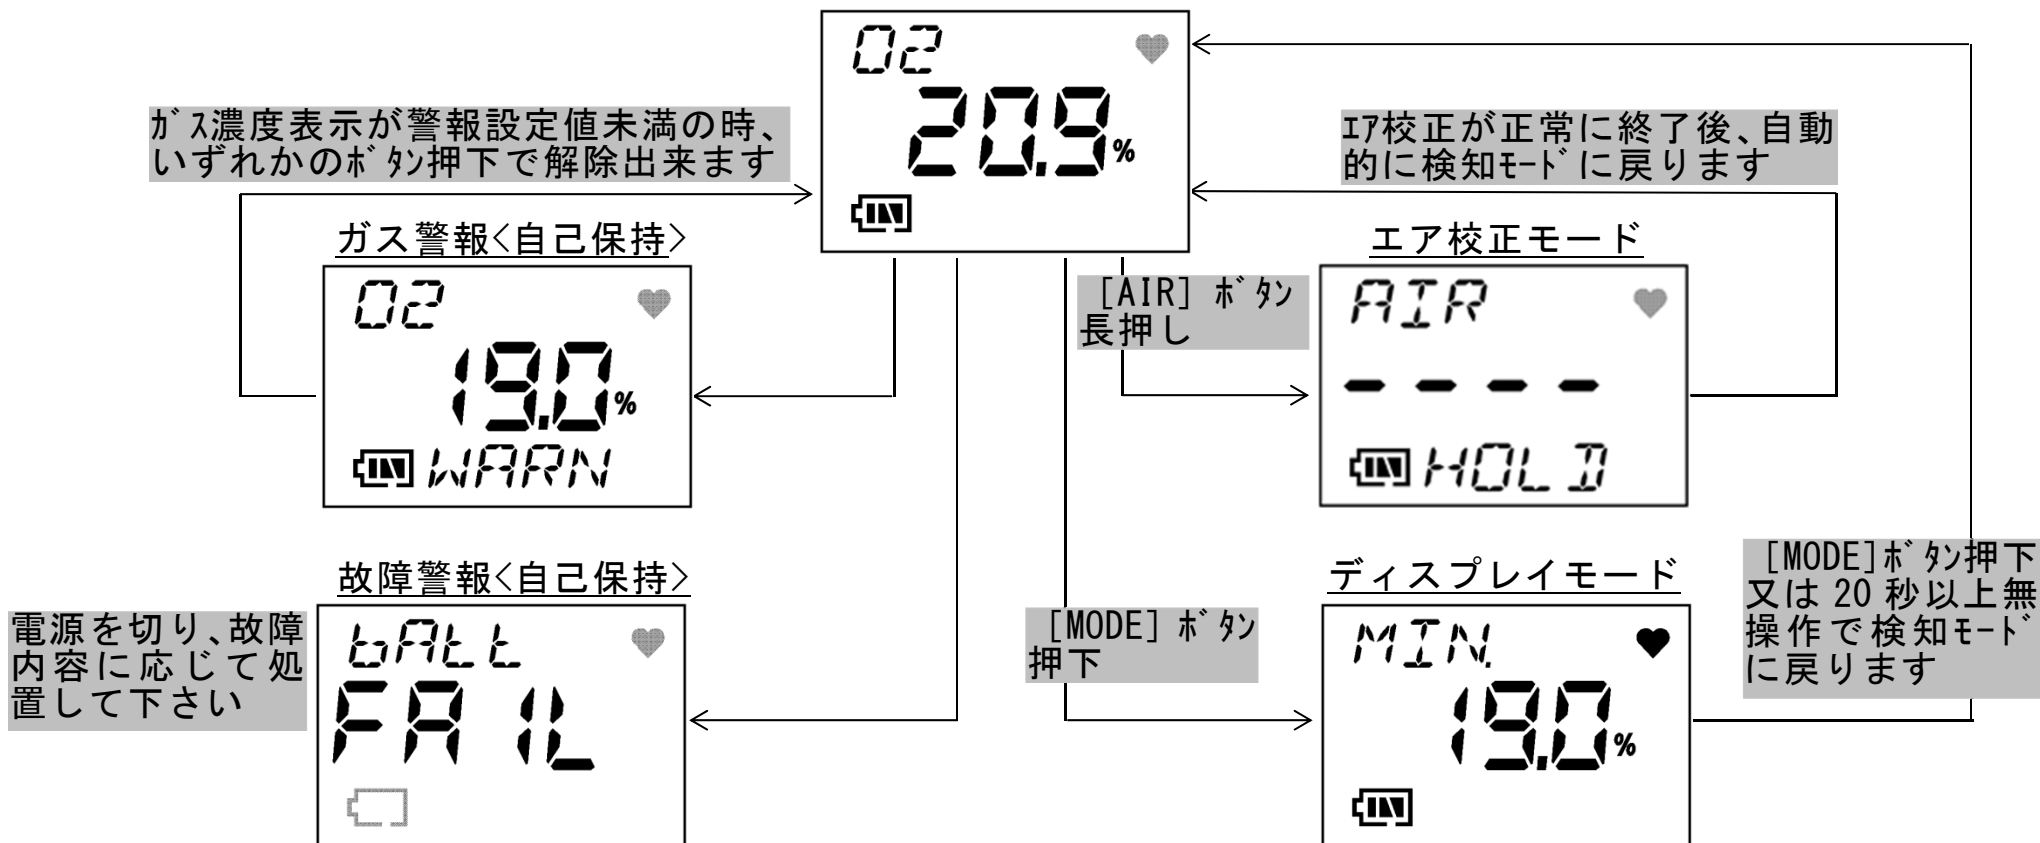 O2
20.9%
ガス濃度表示が警報設定値未満の時、
いずれかのボタン押下で解除出来ます
エア校正が正常に終了後、自動
的に検知モードに戻ります
ガス警報<自己保持>
O2
19.0%
WARN
[AIR] ボタン
長押し
エア校正モード
AIR
----
HOLD
故障警報<自己保持>
電源を切り、故障
内容に応じて処
置して下さい
bAtt
FAIL
[MODE] ボタン
押下
ディスプレイモード
MIN.
19.0%
[MODE]ボタン押下
又は 20 秒以上無
操作で検知モード
に戻ります